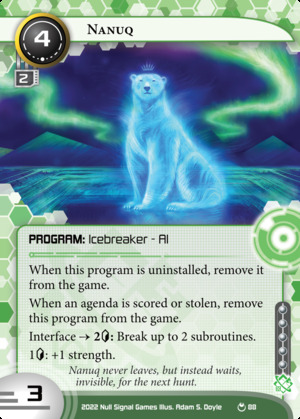 Nanuq
4
2
PROGRAM: Icebreaker - AI
When this program is uninstalled, remove it
from the game.
When an agenda is scored or stolen, remove
this program from the game.
Interface → 2: Break up to 2 subroutines.
1: +1 strength.
Nanuq never leaves, but instead waits,
invisible, for the next hunt.
3
2022 Null Signal Games Illus. Adam S. Doyle
88